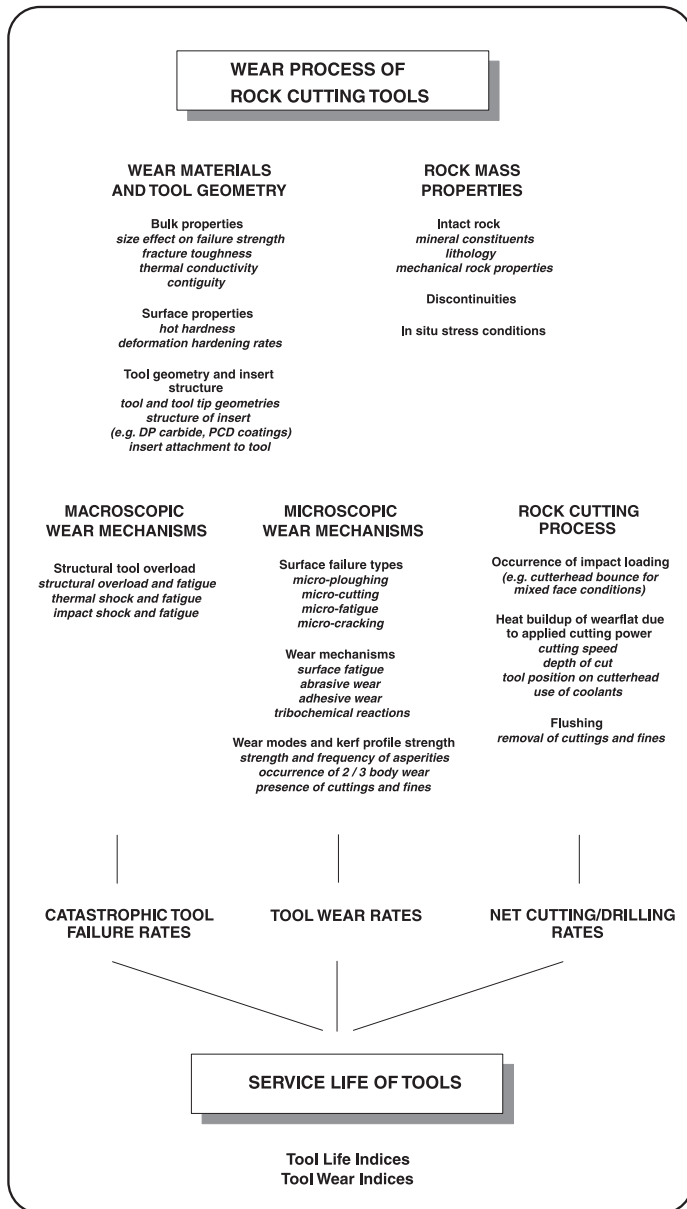 WEAR PROCESS OF
ROCK CUTTING TOOLS
WEAR MATERIALS
AND TOOL GEOMETRY
Bulk properties
size effect on failure strength
fracture toughness
thermal conductivity
contiguity
Surface properties
hot hardness
deformation hardening rates
Tool geometry and insert
structure
tool and tool tip geometries
structure of insert
(e.g. DP carbide, PCD coatings)
insert attachment to tool
ROCK MASS
PROPERTIES
Intact rock
mineral constituents
lithology
mechanical rock properties
Discontinuities
In situ stress conditions
MACROSCOPIC
WEAR MECHANISMS
Structural tool overload
structural overload and fatigue
thermal shock and fatigue
impact shock and fatigue
MICROSCOPIC
WEAR MECHANISMS
Surface failure types
micro-ploughing
micro-cutting
micro-fatigue
micro-cracking
Wear mechanisms
surface fatigue
abrasive wear
adhesive wear
tribochemical reactions
Wear modes and kerf profile strength
strength and frequency of asperities
occurrence of 2 / 3 body wear
presence of cuttings and fines
ROCK CUTTING
PROCESS
Occurrence of impact loading
(e.g. cutterhead bounce for
mixed face conditions)
Heat buildup of wearflat due
to applied cutting power
cutting speed
depth of cut
tool position on cutterhead
use of coolants
Flushing
removal of cuttings and fines
CATASTROPHIC TOOL
FAILURE RATES
TOOL WEAR RATES
NET CUTTING/DRILLING
RATES
SERVICE LIFE OF TOOLS
Tool Life Indices
Tool Wear Indices